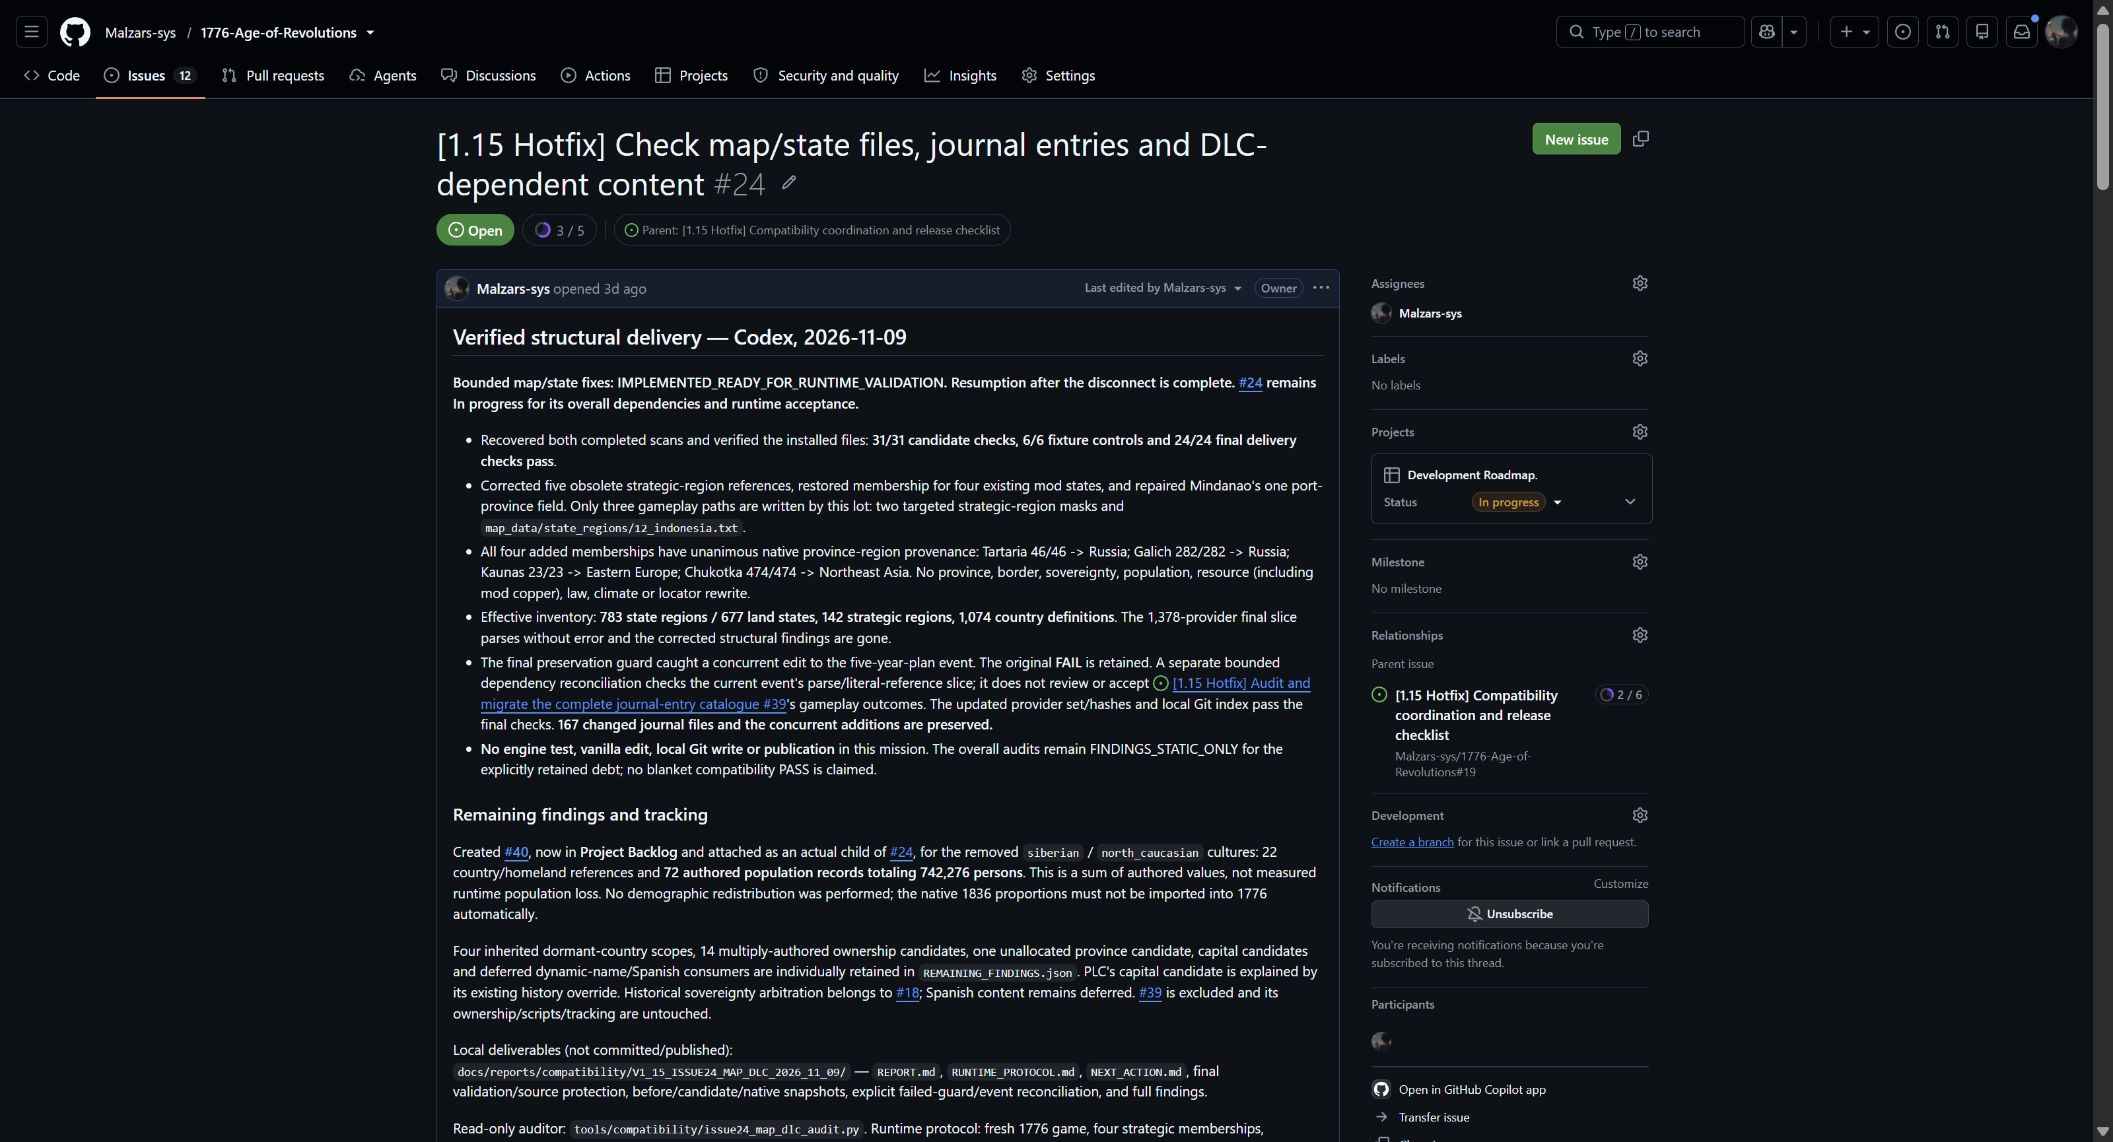 Malzars-sys / 1776-Age-of-Revolutions
Type / to search
Code
Issues 12
Pull requests
Agents
Discussions
Actions
Projects
Security and quality
Insights
Settings
[1.15 Hotfix] Check map/state files, journal entries and DLC-
dependent content #24
New issue
Open
3 / 5
Parent: [1.15 Hotfix] Compatibility coordination and release checklist
Malzars-sys opened 3d ago
Last edited by Malzars-sys
Owner
Verified structural delivery — Codex, 2026-11-09
Bounded map/state fixes: IMPLEMENTED_READY_FOR_RUNTIME_VALIDATION. Resumption after the disconnect is complete. #24 remains
In progress for its overall dependencies and runtime acceptance.
• Recovered both completed scans and verified the installed files: 31/31 candidate checks, 6/6 fixture controls and 24/24 final delivery
checks pass.
• Corrected five obsolete strategic-region references, restored membership for four existing mod states, and repaired Mindanao's one port-
province field. Only three gameplay paths are written by this lot: two targeted strategic-region masks and
map_data/state_regions/12_indonesia.txt.
• All four added memberships have unanimous native province-region provenance: Tartaria 46/46 -> Russia; Galich 282/282 -> Russia;
Kaunas 23/23 -> Eastern Europe; Chukotka 474/474 -> Northeast Asia. No province, border, sovereignty, population, resource (including
mod copper), law, climate or locator rewrite.
• Effective inventory: 783 state regions / 677 land states, 142 strategic regions, 1,074 country definitions. The 1,378-provider final slice
parses without error and the corrected structural findings are gone.
• The final preservation guard caught a concurrent edit to the five-year-plan event. The original FAIL is retained. A separate bounded
dependency reconciliation checks the current event's parse/literal-reference slice; it does not review or accept [1.15 Hotfix] Audit and
migrate the complete journal-entry catalogue #39's gameplay outcomes. The updated provider set/hashes and local Git index pass the
final checks. 167 changed journal files and the concurrent additions are preserved.
• No engine test, vanilla edit, local Git write or publication in this mission. The overall audits remain FINDINGS_STATIC_ONLY for the
explicitly retained debt; no blanket compatibility PASS is claimed.
Remaining findings and tracking
Created #40, now in Project Backlog and attached as an actual child of #24, for the removed siberian / north_caucasian cultures: 22
country/homeland references and 72 authored population records totaling 742,276 persons. This is a sum of authored values, not measured
runtime population loss. No demographic redistribution was performed; the native 1836 proportions must not be imported into 1776
automatically.
Four inherited dormant-country scopes, 14 multiply-authored ownership candidates, one unallocated province candidate, capital candidates
and deferred dynamic-name/Spanish consumers are individually retained in REMAINING_FINDINGS.json. PLC's capital candidate is explained by
its existing history override. Historical sovereignty arbitration belongs to #18; Spanish content remains deferred. #39 is excluded and its
ownership/scripts/tracking are untouched.
Local deliverables (not committed/published):
docs/reports/compatibility/V1_15_ISSUE24_MAP_DLC_2026_11_09/ — REPORT.md, RUNTIME_PROTOCOL.md, NEXT_ACTION.md, final
validation/source protection, before/candidate/native snapshots, explicit failed-guard/event reconciliation, and full findings.
Read-only auditor: tools/compatibility/issue24_map_dlc_audit.py. Runtime protocol: fresh 1776 game, four strategic memberships,
Assignees
Malzars-sys
Labels
No labels
Projects
Development Roadmap.
Status
In progress
Milestone
No milestone
Relationships
Parent issue
[1.15 Hotfix] Compatibility
coordination and release
checklist
2 / 6
Malzars-sys/1776-Age-of-
Revolutions#19
Development
Create a branch for this issue or link a pull request.
Notifications
Customize
Unsubscribe
You're receiving notifications because you're
subscribed to this thread.
Participants
Open in GitHub Copilot app
Transfer issue